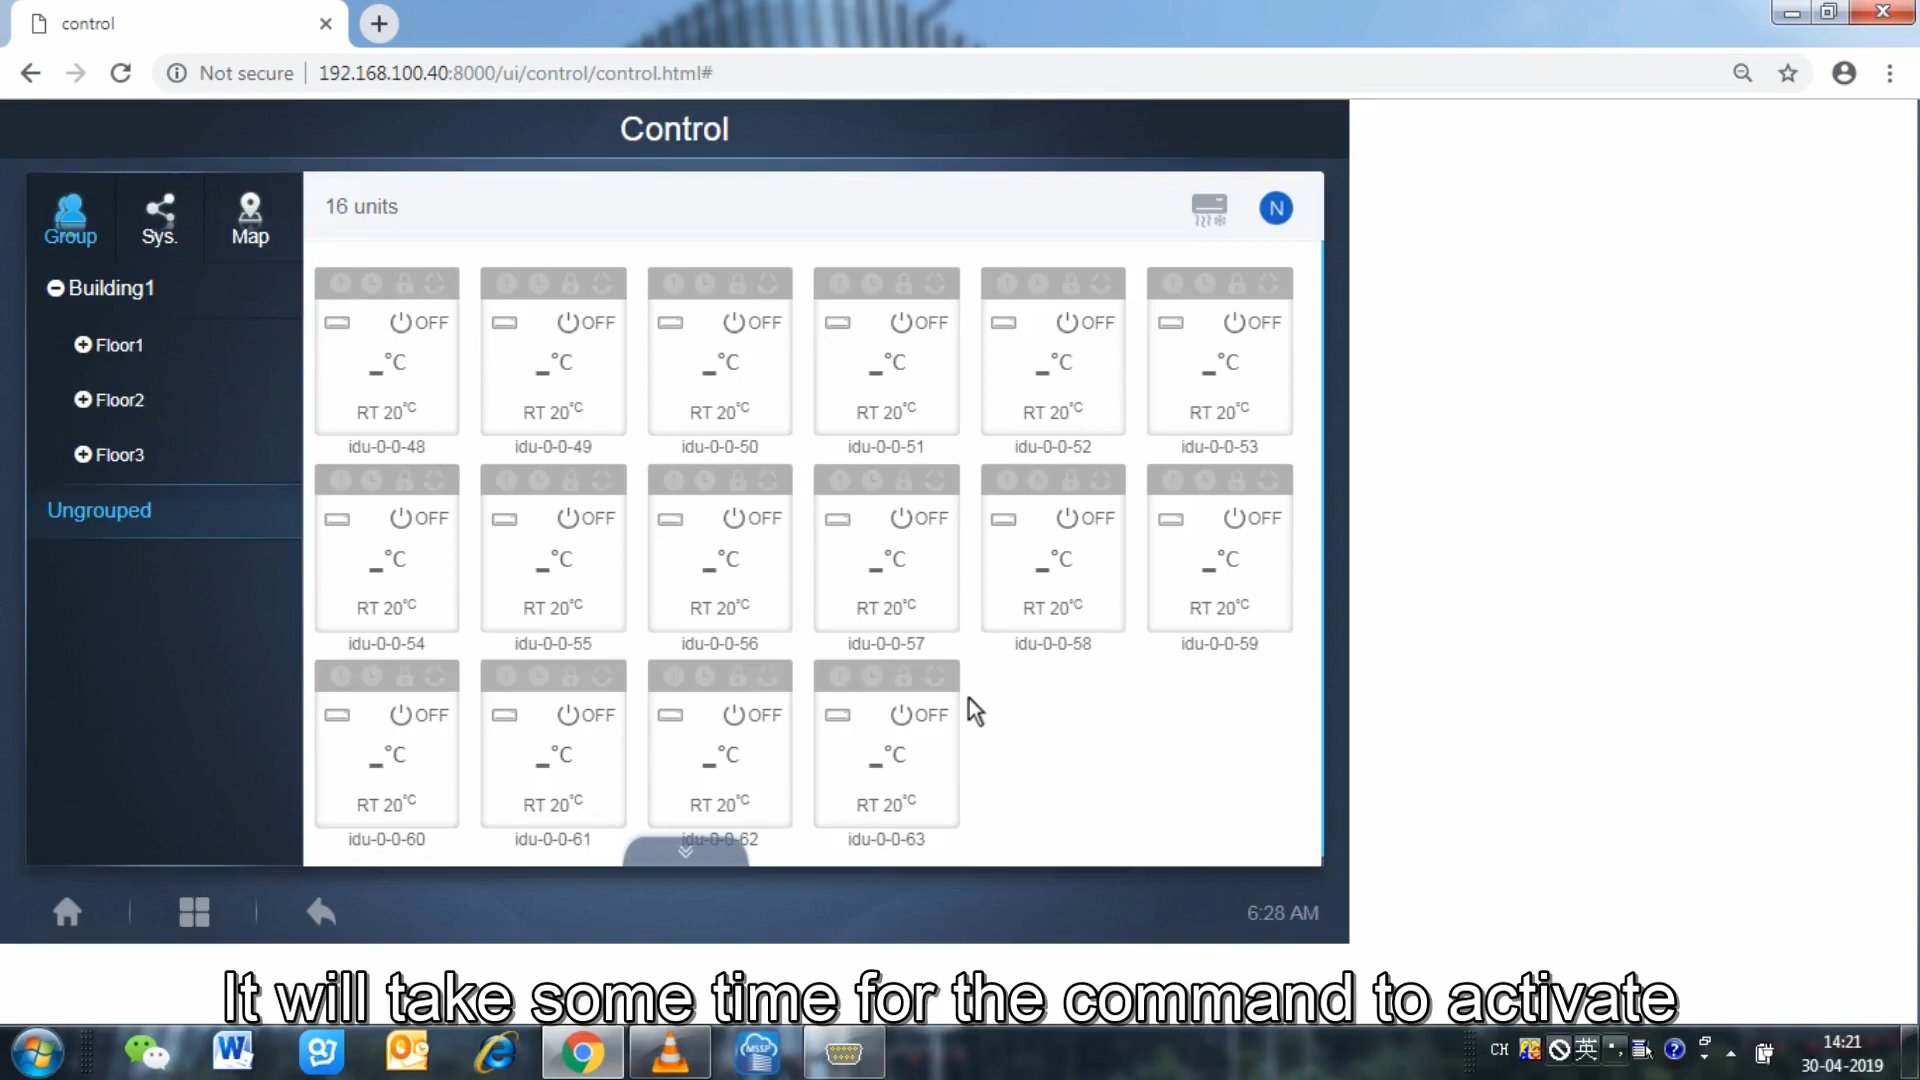 control
Not secure 192.168.100.40:8000/ui/control/control.html#
Control
Group Sys. Map
16 units
N
Building1
Floor1
Floor2
Floor3
Ungrouped
OFF OFF OFF OFF OFF OFF
_°C _°C _°C _°C _°C _°C
RT 20°C RT 20°C RT 20°C RT 20°C RT 20°C RT 20°C
idu-0-0-48 idu-0-0-49 idu-0-0-50 idu-0-0-51 idu-0-0-52 idu-0-0-53
OFF OFF OFF OFF OFF OFF
_°C _°C _°C _°C _°C _°C
RT 20°C RT 20°C RT 20°C RT 20°C RT 20°C RT 20°C
idu-0-0-54 idu-0-0-55 idu-0-0-56 idu-0-0-57 idu-0-0-58 idu-0-0-59
OFF OFF OFF OFF
_°C _°C _°C _°C
RT 20°C RT 20°C RT 20°C RT 20°C
idu-0-0-60 idu-0-0-61 idu-0-0-62 idu-0-0-63
6:28 AM
It will take some time for the command to activate
MSSP
CH 英 14:21
30-04-2019